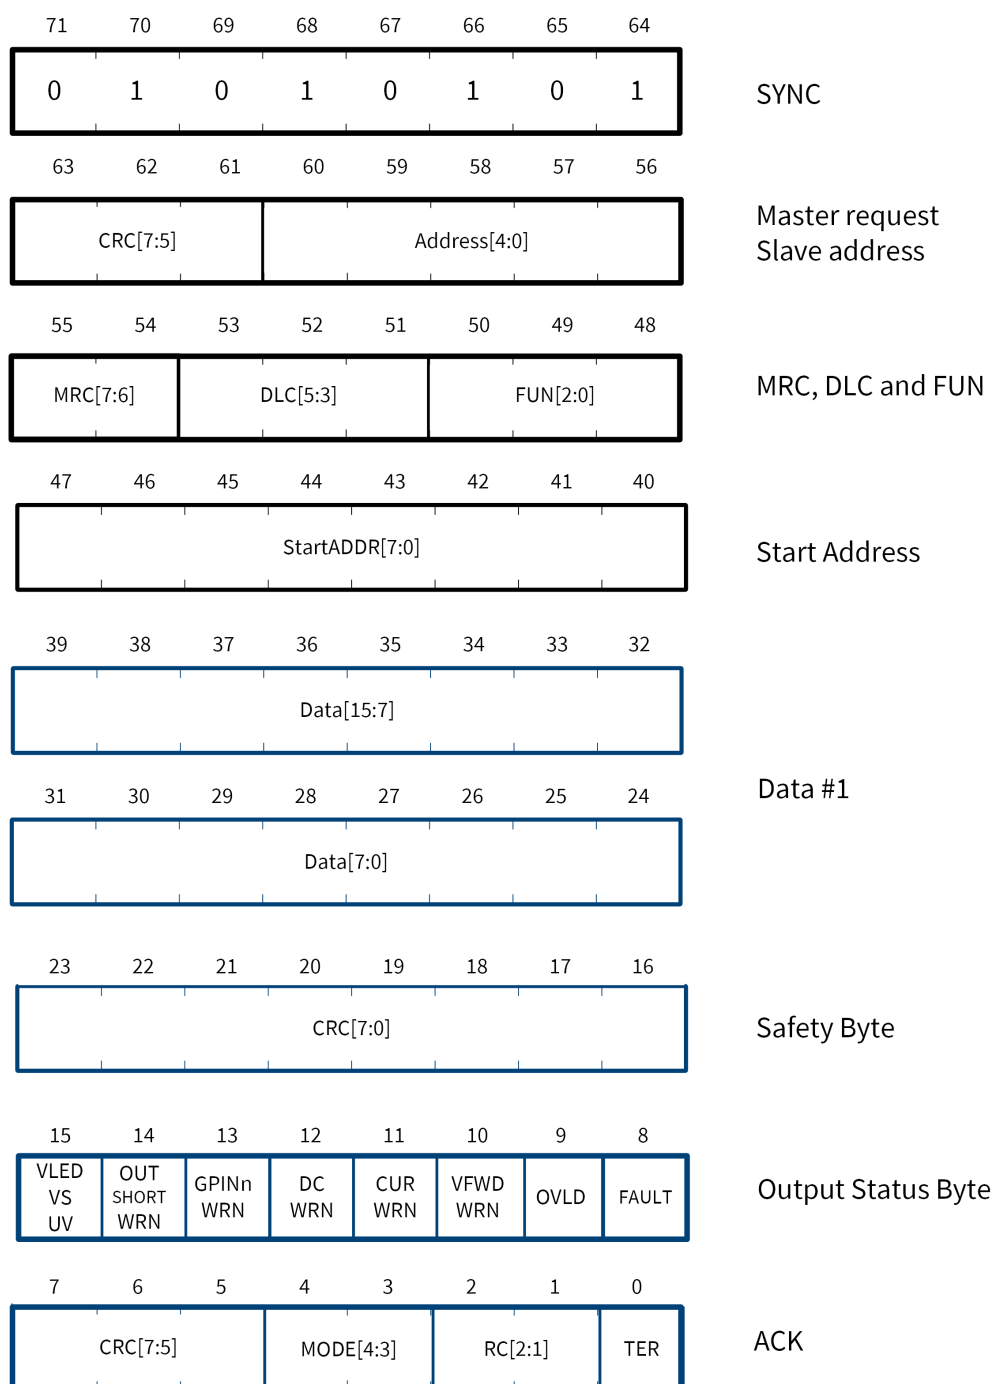 71 70 69 68 67 66 65 64
0 1 0 1 0 1 0 1
SYNC
63 62 61 60 59 58 57 56
CRC[7:5] Address[4:0]
Master request
Slave address
55 54 53 52 51 50 49 48
MRC[7:6] DLC[5:3] FUN[2:0]
MRC, DLC and FUN
47 46 45 44 43 42 41 40
StartADDR[7:0]
Start Address
39 38 37 36 35 34 33 32
Data[15:7]
31 30 29 28 27 26 25 24
Data[7:0]
Data #1
23 22 21 20 19 18 17 16
CRC[7:0]
Safety Byte
15 14 13 12 11 10 9 8
VLED
VS
UV
OUT
SHORT
WRN
GPINn
WRN
DC
WRN
CUR
WRN
VFWD
WRN
OVLD
FAULT
Output Status Byte
7 6 5 4 3 2 1 0
CRC[7:5] MODE[4:3] RC[2:1] TER
ACK